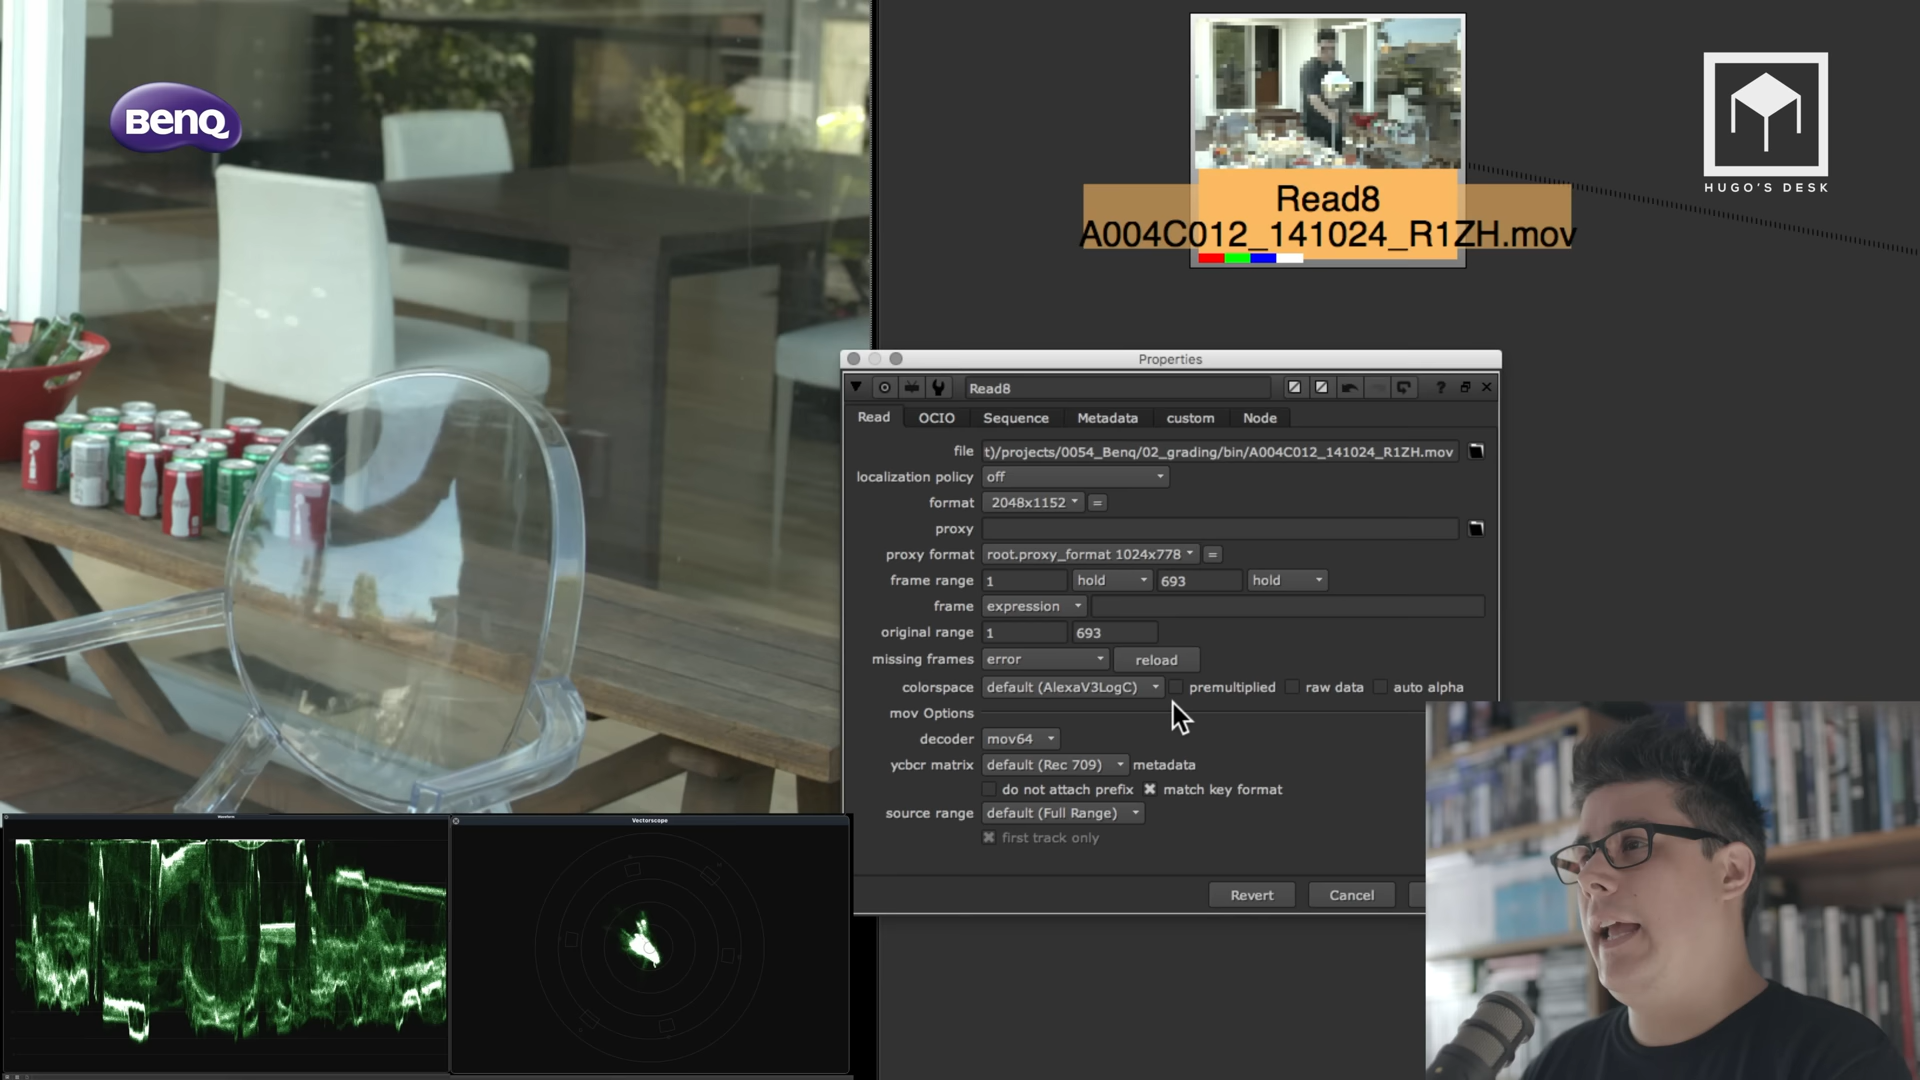 BenQ
Read8
A004C012_141024_R1ZH.mov
HUGO'S DESK
Properties
Read8
Read OCIO Sequence Metadata custom Node
file t)/projects/0054_Benq/02_grading/bin/A004C012_141024_R1ZH.mov
localization policy off
format 2048x1152 =
proxy
proxy format root.proxy_format 1024x778 =
frame range 1 hold 693 hold
frame expression
original range 1 693
missing frames error reload
colorspace default (AlexaV3LogC) premultiplied raw data auto alpha
mov Options
decoder mov64
ycbcr matrix default (Rec 709) metadata
do not attach prefix match key format
source range default (Full Range)
first track only
Revert Cancel
Waveform Vectorscope